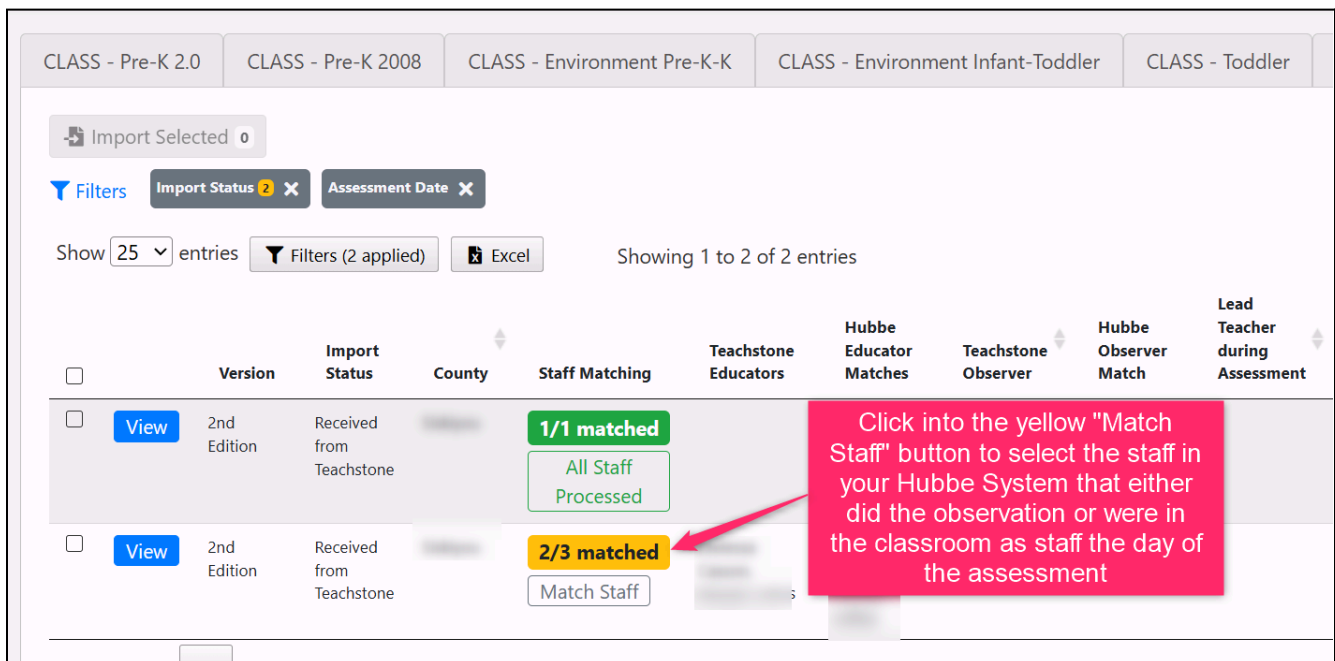 CLASS - Pre-K 2.0
CLASS - Pre-K 2008
CLASS - Environment Pre-K-K
CLASS - Environment Infant-Toddler
CLASS - Toddler
Import Selected 0
Filters
Import Status 2
Assessment Date
Show 25 entries
Filters (2 applied)
Excel
Showing 1 to 2 of 2 entries
Version
Import
Status
County
Staff Matching
Teachstone
Educators
Hubbe
Educator
Matches
Teachstone
Observer
Hubbe
Observer
Match
Lead
Teacher
during
Assessment
View
2nd
Edition
Received
from
Teachstone
1/1 matched
All Staff
Processed
View
2nd
Edition
Received
from
Teachstone
2/3 matched
Match Staff
Click into the yellow "Match
Staff" button to select the staff in
your Hubbe System that either
did the observation or were in
the classroom as staff the day of
the assessment